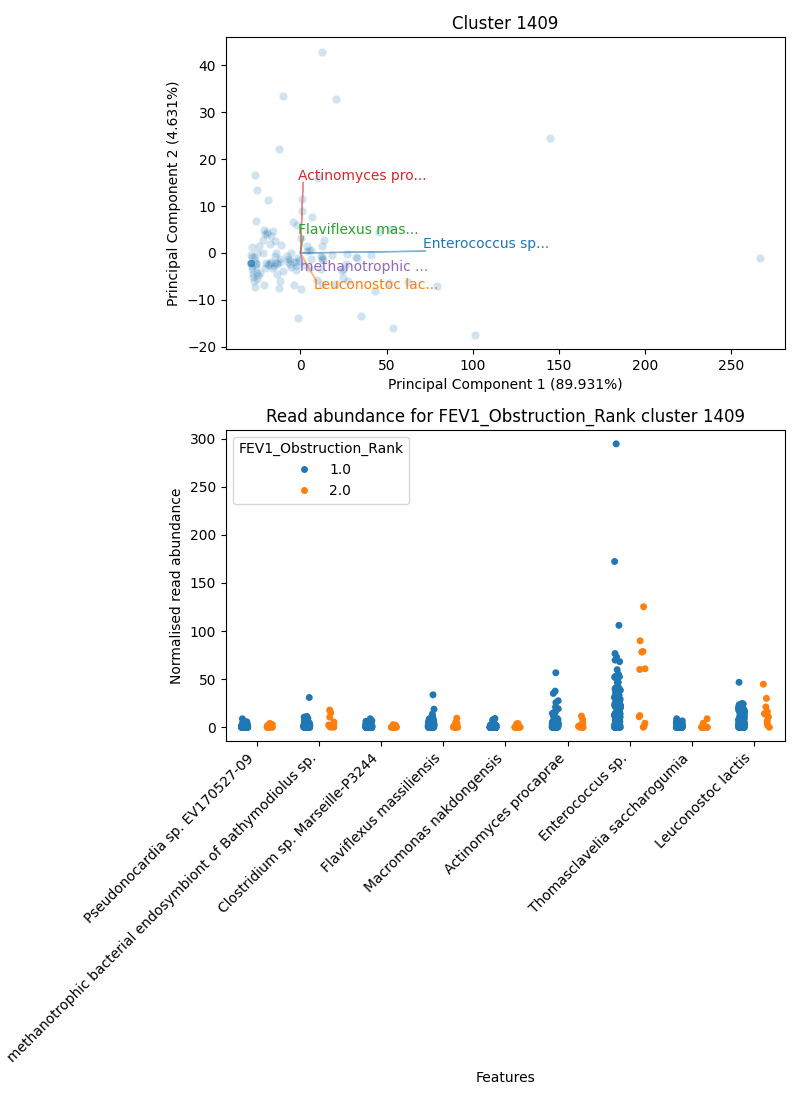 Cluster 1409
Principal Component 2 (4.631%)
40
30
20
10
0
−10
−20
Actinomyces pro...
Flaviflexus mas...
Enterococcus sp...
methanotrophic ...
Leuconostoc lac...
0
50
100
150
200
250
Principal Component 1 (89.931%)
Read abundance for FEV1_Obstruction_Rank cluster 1409
Normalised read abundance
300
250
200
150
100
50
0
FEV1_Obstruction_Rank
1.0
2.0
Pseudonocardia sp. EV170527-09
methanotrophic bacterial endosymbiont of Bathymodiolus sp.
Clostridium sp. Marseille-P3244
Flaviflexus massiliensis
Macromonas nakdongensis
Actinomyces procaprae
Enterococcus sp.
Thomasclavelia saccharogumia
Leuconostoc lactis
Features